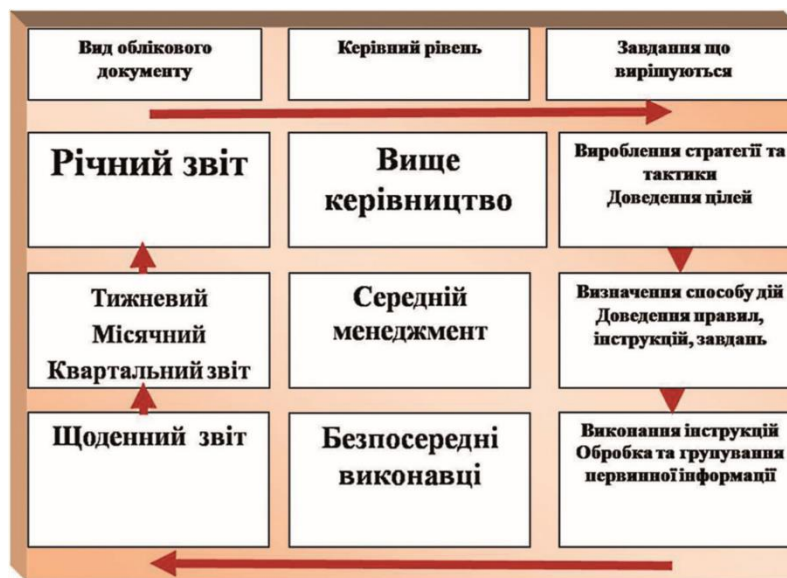 Вид облікового
документу
Керівний рівень
Завдання що
вирішуються
Річний звіт
Вище
керівництво
Вироблення стратегії та
тактики
Доведення цілей
Тижневий
Місячний
Квартальний звіт
Середній
менеджмент
Визначення способу дій
Доведення правил,
інструкцій, завдань
Щоденний звіт
Безпосередні
виконавці
Виконання інструкцій
Обробка та групування
первинної інформації